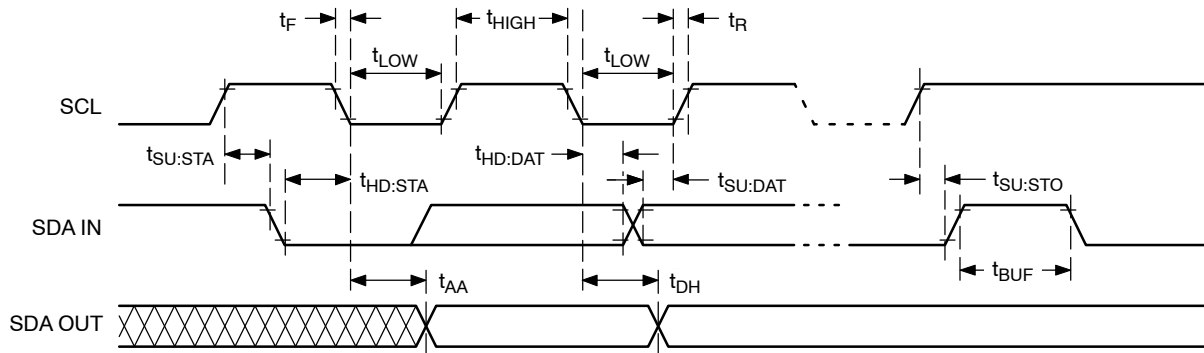 tF
tHIGH
tR
tLOW
tLOW
SCL
tSU:STA
tHD:STA
tHD:DAT
tSU:DAT
tSU:STO
SDA IN
tBUF
tAA
tDH
SDA OUT